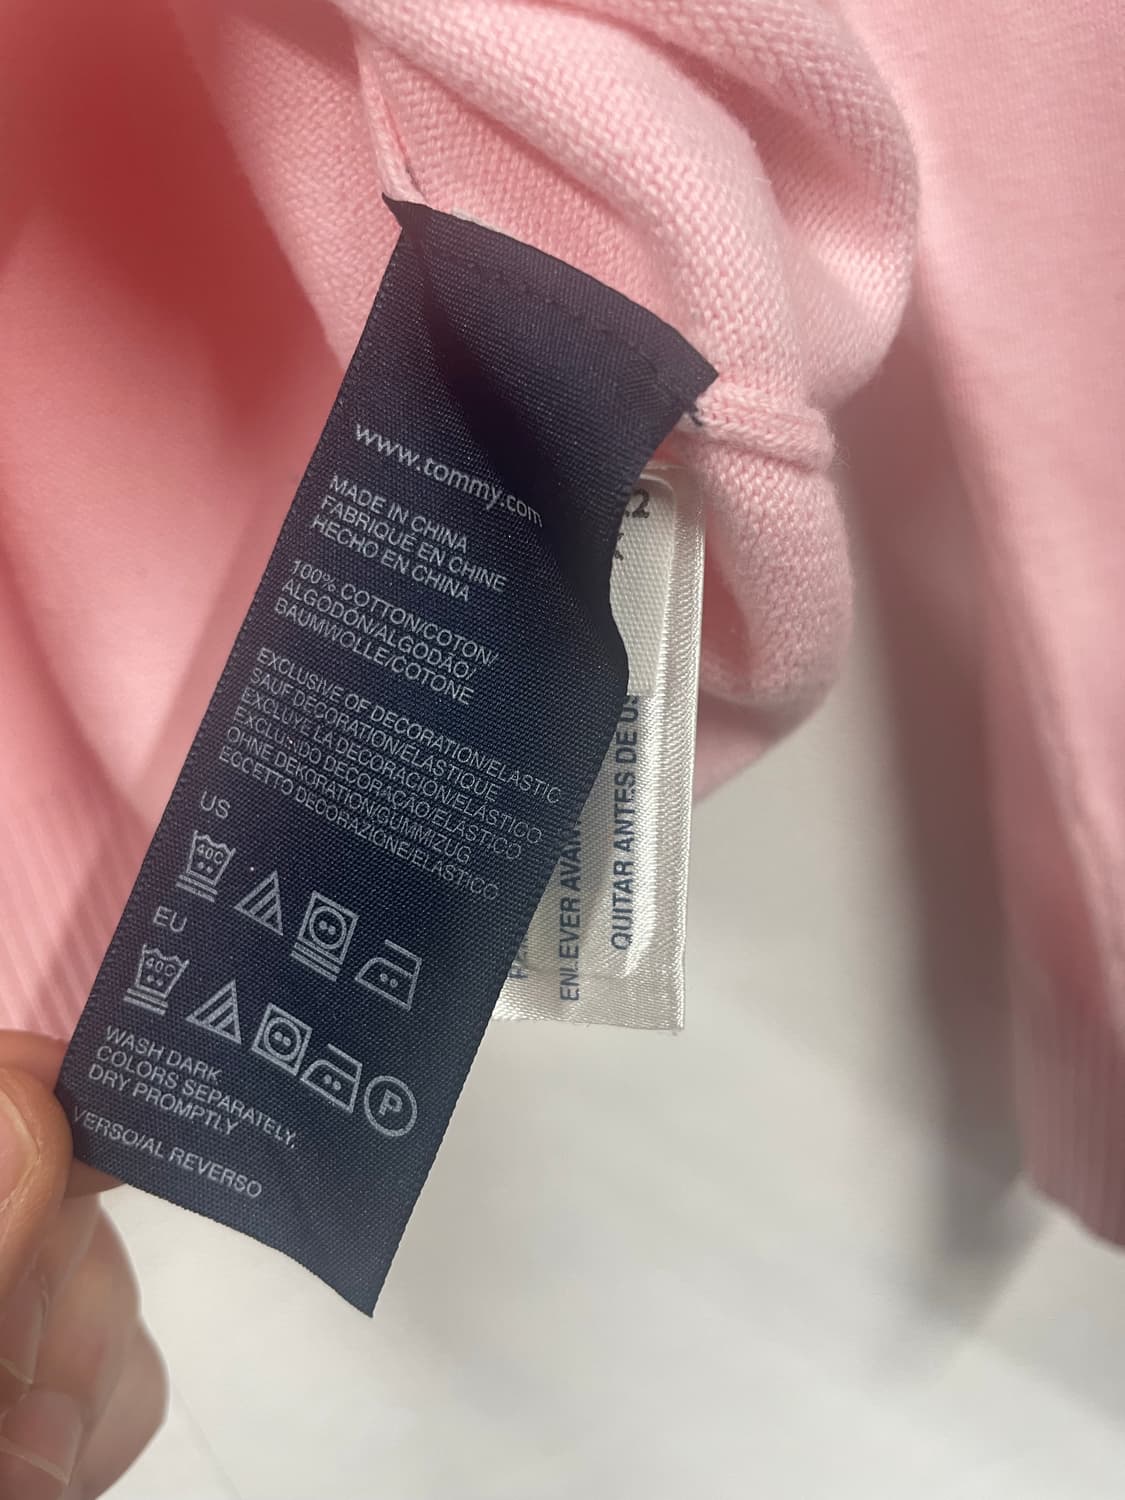 www.tommy.com
MADE IN CHINA
FABRIQUÉ EN CHINE
HECHO EN CHINA
100% COTTON/COTON/
ALGODÓN/ALGODÃO/
BAUMWOLLE/COTONE
EXCLUSIVE OF DECORATION/ELASTIC
SAUF DÉCORATION/ÉLASTIQUE
EXCLUYE LA DECORACIÓN/ELÁSTICO
EXCLUINDO DECORAÇÃO/ELÁSTICO
OHNE DEKORATION/GUMMIZUG
ECCETTO DECORAZIONE/ELASTICO
US
40C
EU
40C
P
WASH DARK
COLORS SEPARATELY,
DRY PROMPTLY
VERSO/AL REVERSO
ENLEVER AVANT
QUITAR ANTES DE